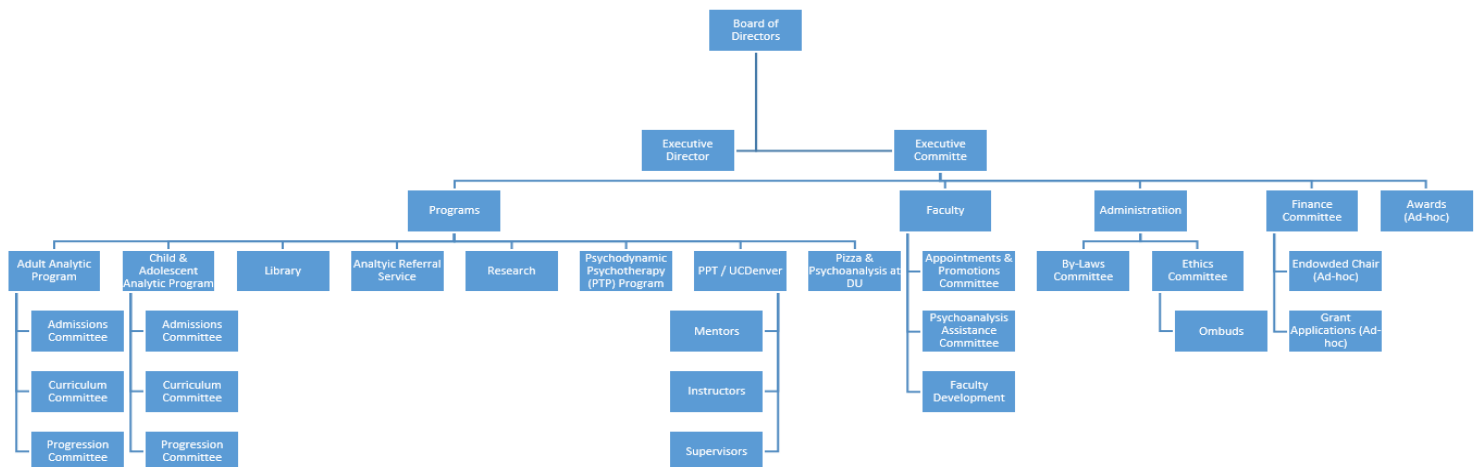 Board of
Directors
Executive
Director
Executive
Committe
Programs
Faculty
Administratiion
Finance
Committee
Awards
(Ad-hoc)
Adult Analytic
Program
Child &
Adolescent
Analytic Program
Library
Analtyic Referral
Service
Research
Psychodynamic
Psychotherapy
(PTP) Program
PPT / UCDenver
Pizza &
Psychoanalysis at
DU
Appointments &
Promotions
Committee
By-Laws
Committee
Ethics
Committee
Endowded Chair
(Ad-hoc)
Admissions
Committee
Admissions
Committee
Mentors
Psychoanalysis
Assistance
Committee
Ombuds
Grant
Applications (Ad-
hoc)
Curriculum
Committee
Curriculum
Committee
Instructors
Faculty
Development
Progression
Committee
Progression
Committee
Supervisors